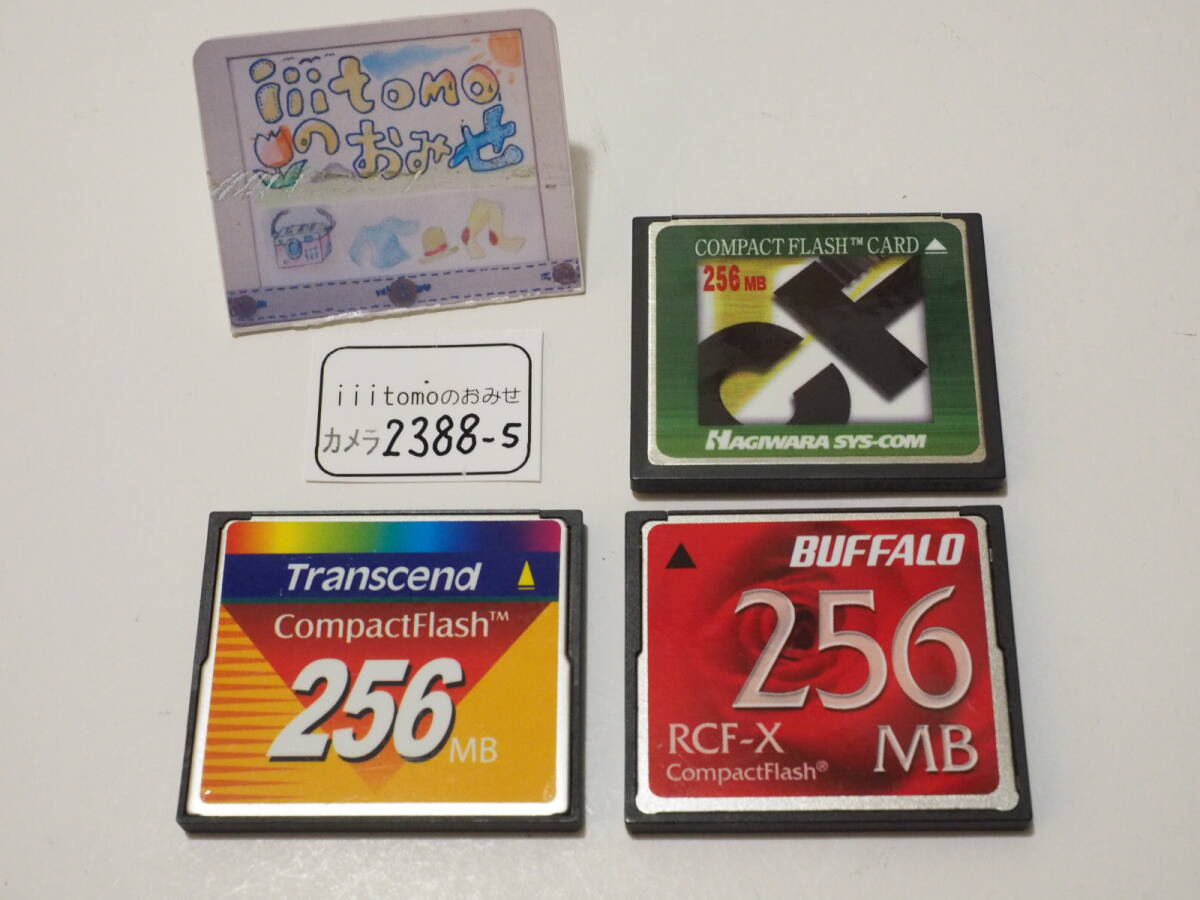 iiitomo
のおみせ
iiitomoのおみせ
カメラ2388-5
COMPACT FLASH™ CARD
256 MB
HAGIWARA SYS-COM
Transcend
CompactFlash™
256 MB
BUFFALO
256
RCF-X MB
CompactFlash®